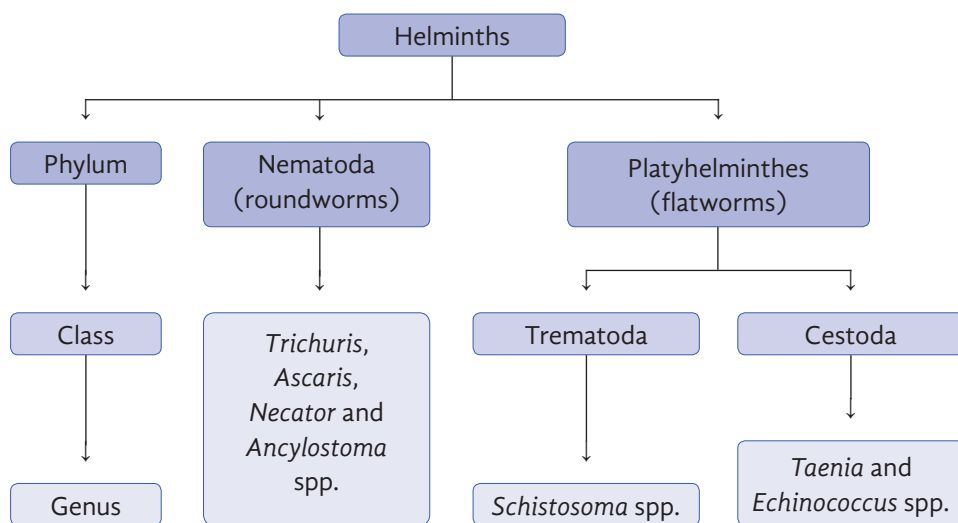 Helminths
Phylum
Nematoda
(roundworms)
Platyhelminthes
(flatworms)
Class
Trichuris,
Ascaris,
Necator and
Ancylostoma
spp.
Trematoda
Cestoda
Genus
Schistosoma spp.
Taenia and
Echinococcus spp.